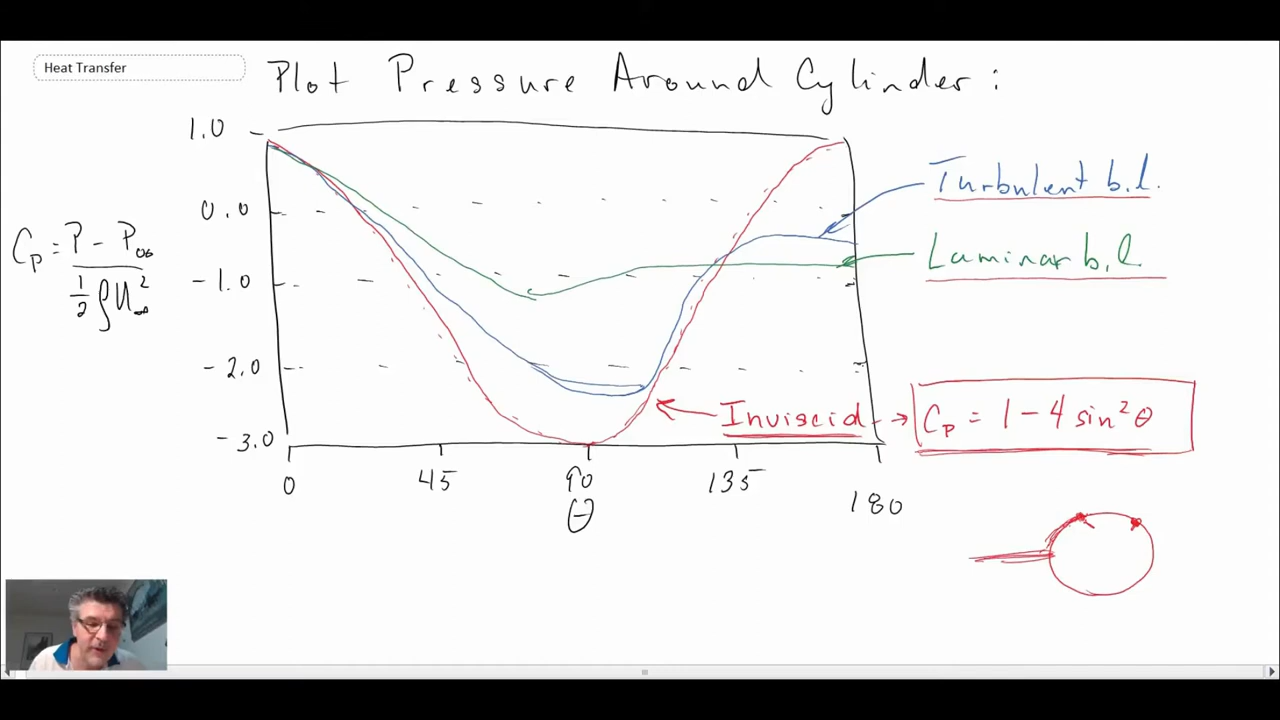 Heat Transfer
Plot Pressure Around Cylinder:
1.0
0.0
-1.0
-2.0
-3.0
Cp = P - P∞
1/2 ρU∞²
0 45 90 135 180
θ
Turbulent b.l.
Laminar b.l.
Inviscid → Cp = 1 - 4 sin²θ